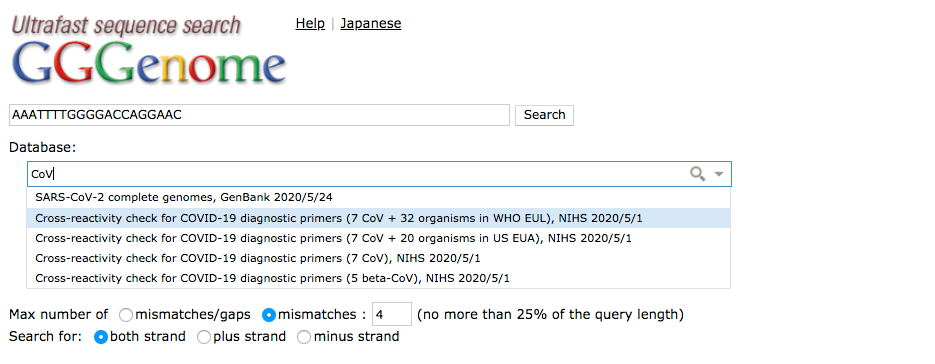 Ultrafast sequence search
Help | Japanese
GGGenome
AAATTTTGGGGACCAGGAAC Search
Database:
CoV
SARS-CoV-2 complete genomes, GenBank 2020/5/24
Cross-reactivity check for COVID-19 diagnostic primers (7 CoV + 32 organisms in WHO EUL), NIHS 2020/5/1
Cross-reactivity check for COVID-19 diagnostic primers (7 CoV + 20 organisms in US EUA), NIHS 2020/5/1
Cross-reactivity check for COVID-19 diagnostic primers (7 CoV), NIHS 2020/5/1
Cross-reactivity check for COVID-19 diagnostic primers (5 beta-CoV), NIHS 2020/5/1
Max number of mismatches/gaps mismatches : 4 (no more than 25% of the query length)
Search for: both strand plus strand minus strand